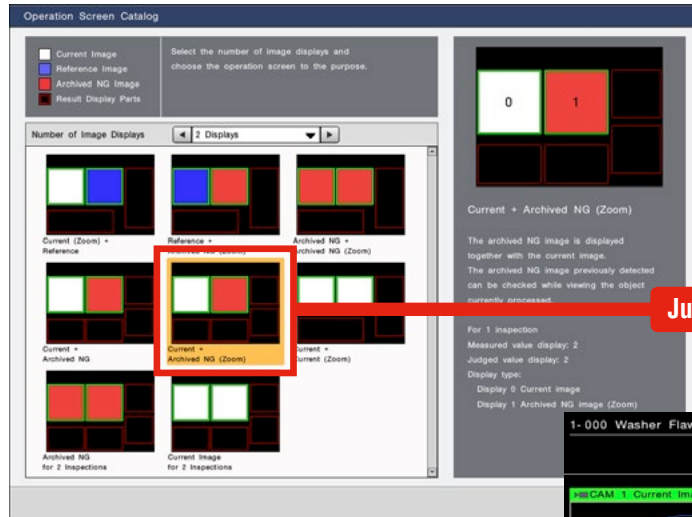 Operation Screen Catalog
Current Image
Reference Image
Archived NG Image
Result Display Parts
Select the number of image displays and
choose the operation screen to the purpose.
Number of Image Displays
2 Displays
Current (Zoom) +
Reference
Reference +
Archived NG (Zoom)
Archived NG +
Archived NG (Zoom)
Current +
Archived NG
Current +
Archived NG (Zoom)
Current +
Current (Zoom)
Archived NG
for 2 Inspections
Current Image
for 2 Inspections
0
1
Current + Archived NG (Zoom)
The archived NG image is displayed
together with the current image.
The archived NG image previously detected
can be checked while viewing the object
currently processed.
For 1 inspection
Measured value display: 2
Judged value display: 2
Display type:
Display 0 Current image
Display 1 Archived NG image (Zoom)
Ju
1-000 Washer Flaw
CAM 1 Current Ima